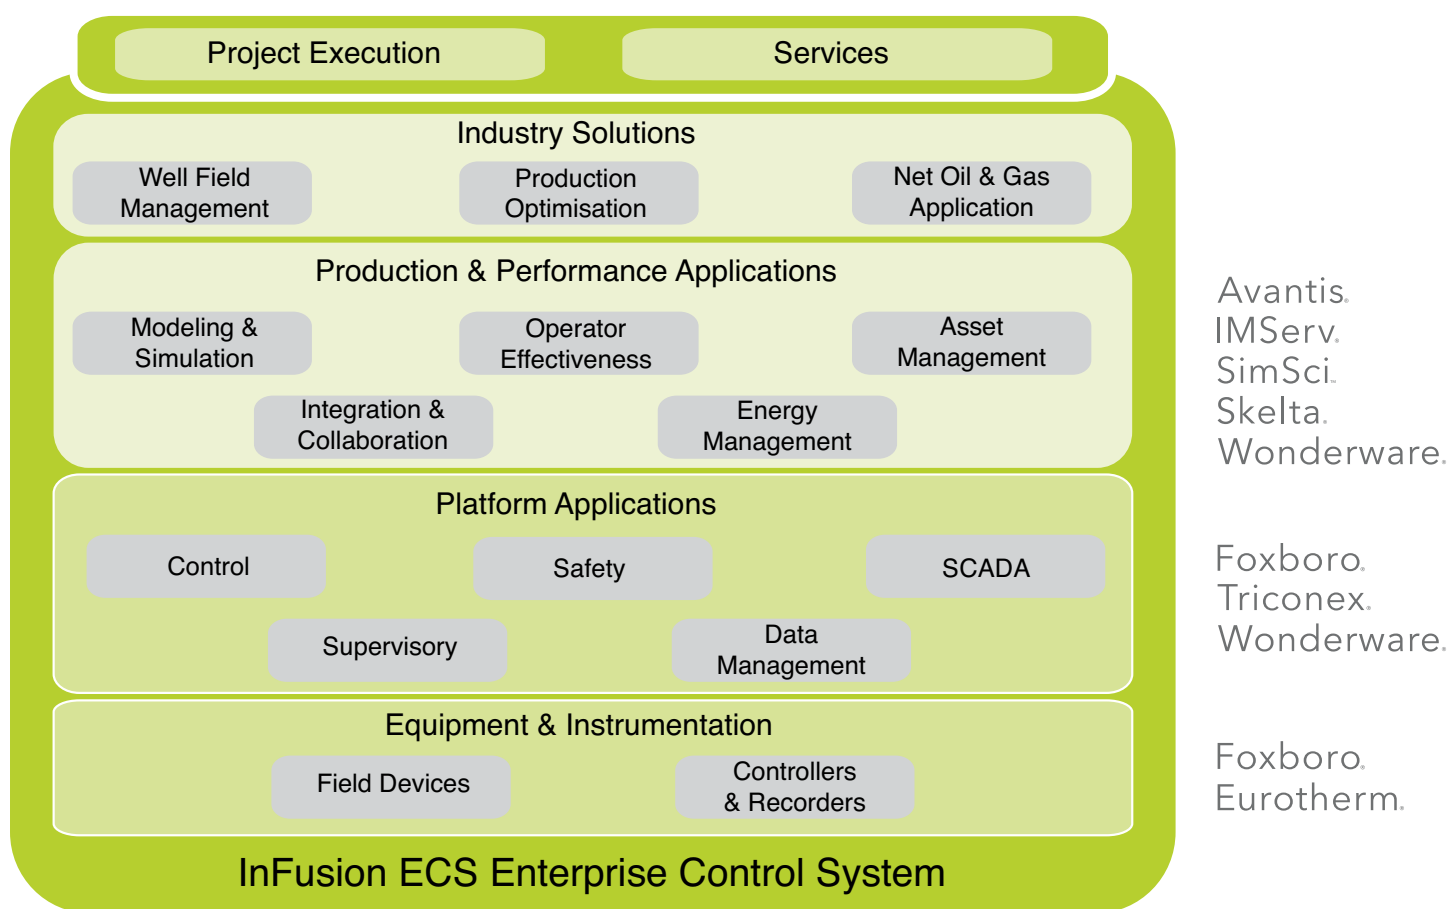 Project Execution
Services
Industry Solutions
Well Field
Management
Production
Optimisation
Net Oil & Gas
Application
Production & Performance Applications
Modeling &
Simulation
Operator
Effectiveness
Asset
Management
Integration &
Collaboration
Energy
Management
Avantis®
IMServ®
SimSci™
Skelta®
Wonderware®
Platform Applications
Control
Safety
SCADA
Supervisory
Data
Management
Foxboro®
Triconex®
Wonderware®
Equipment & Instrumentation
Field Devices
Controllers
& Recorders
Foxboro®
Eurotherm®
InFusion ECS Enterprise Control System